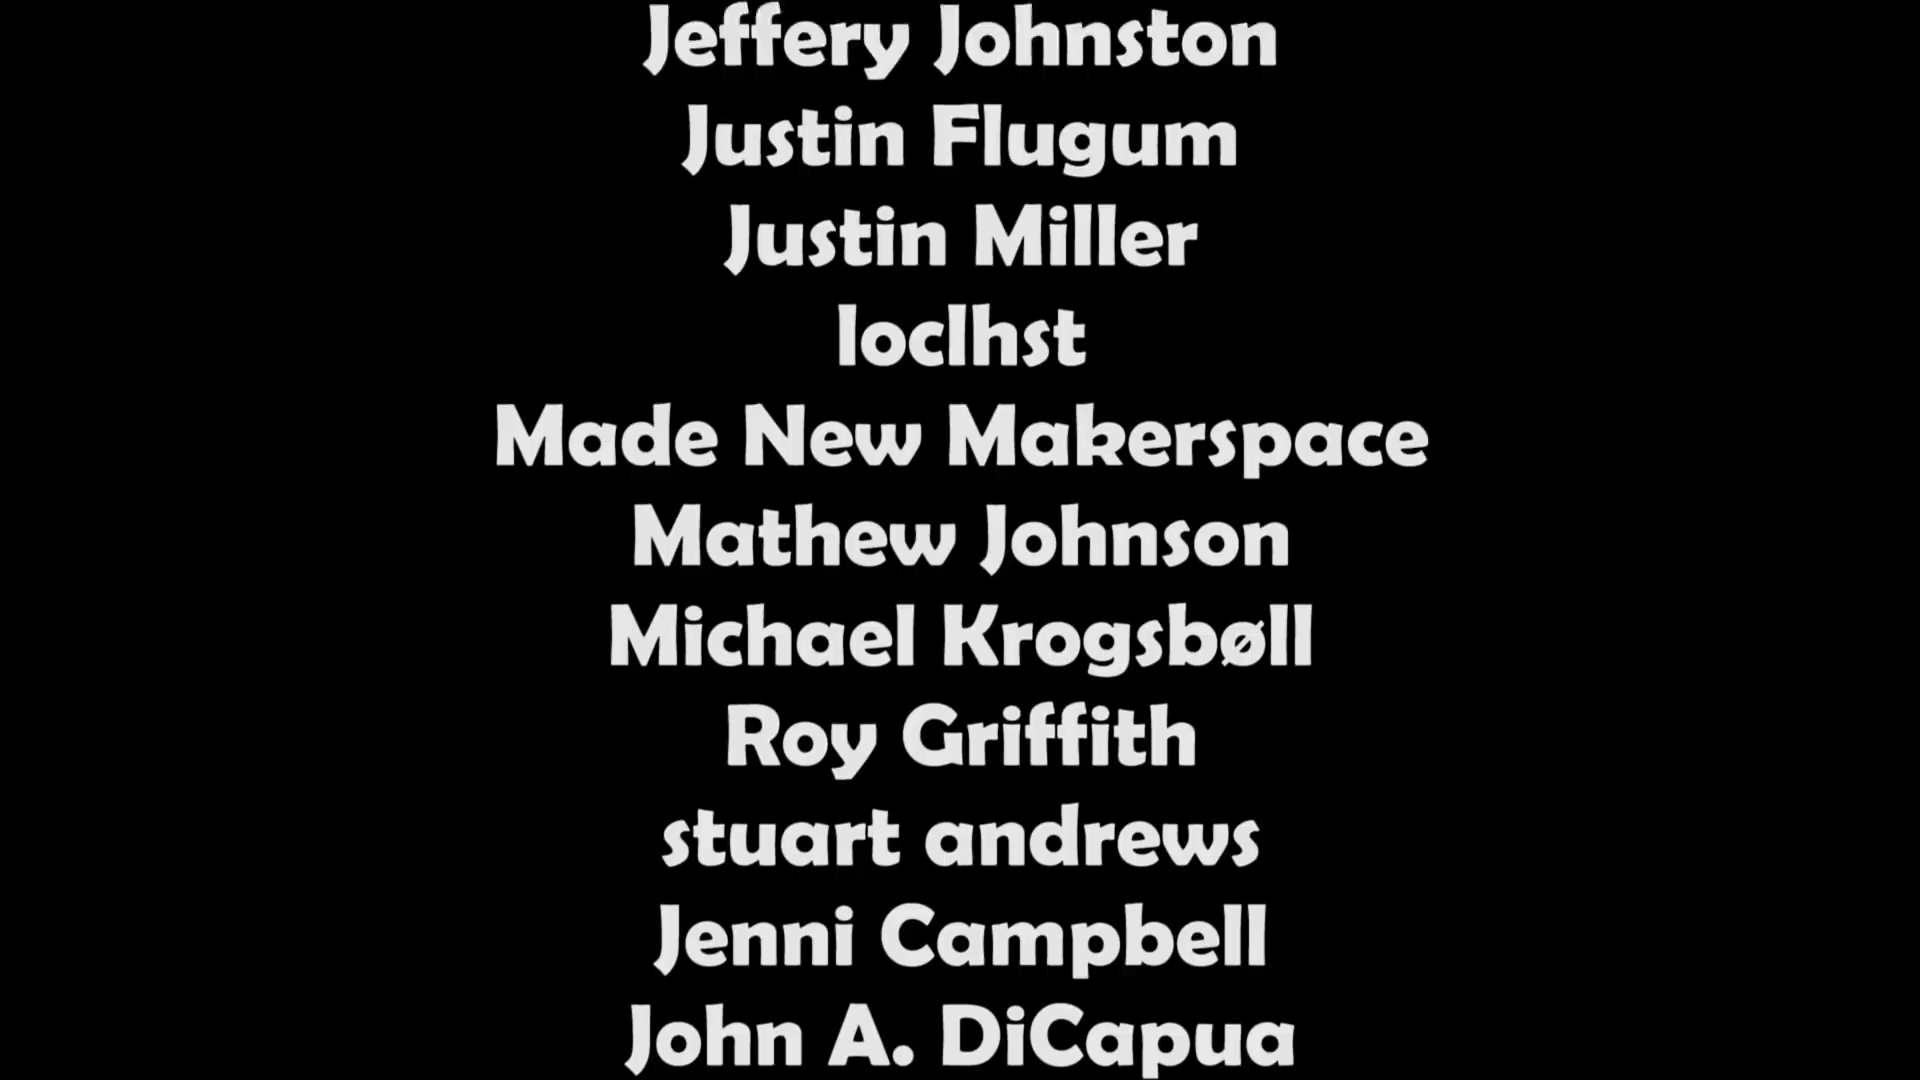 Jeffery Johnston
Justin Flugum
Justin Miller
loclhst
Made New Makerspace
Mathew Johnson
Michael Krogsbøll
Roy Griffith
stuart andrews
Jenni Campbell
John A. DiCapua